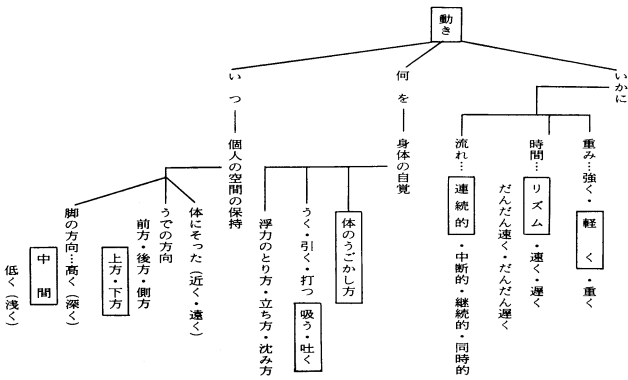 動き
いかに
重み…強く・軽く・重く
時間…リズム・速く・遅く
だんだん速く・だんだん遅く
流れ…連続的・中断的・継続的・同時的
何を
身体の自覚
体のうごかし方
うく・引く・打つ 吸う・吐く
浮力のとり方・立ち方・沈み方
いつ
個人の空間の保持
体にそった(近く・遠く)
うでの方向
前方・後方・側方
上方・下方
脚の方向…高く(深く)
中間
低く(浅く)